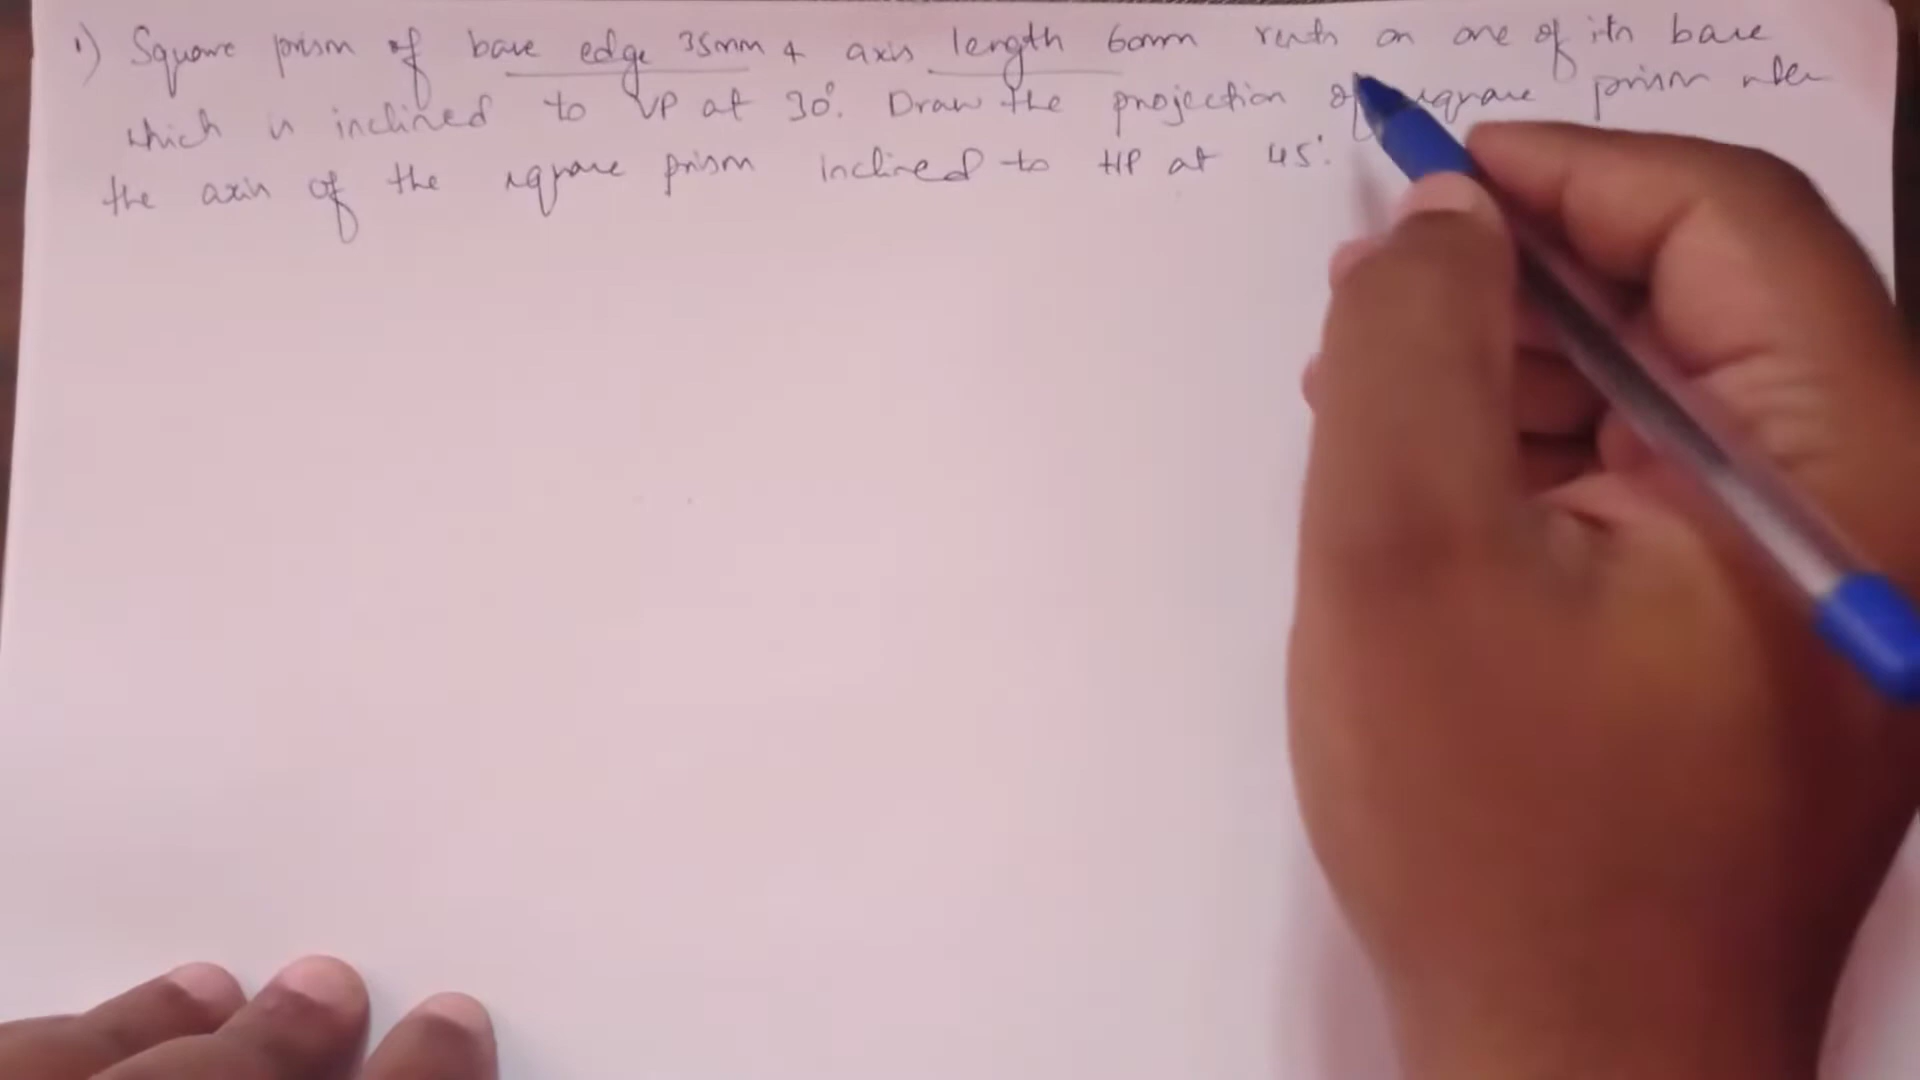 1) Square prism of base edge 35mm & axis length 60mm rests on one of its base
which is inclined to VP at 30°. Draw the projection of square prism when
the axis of the square prism inclined to HP at 45°.